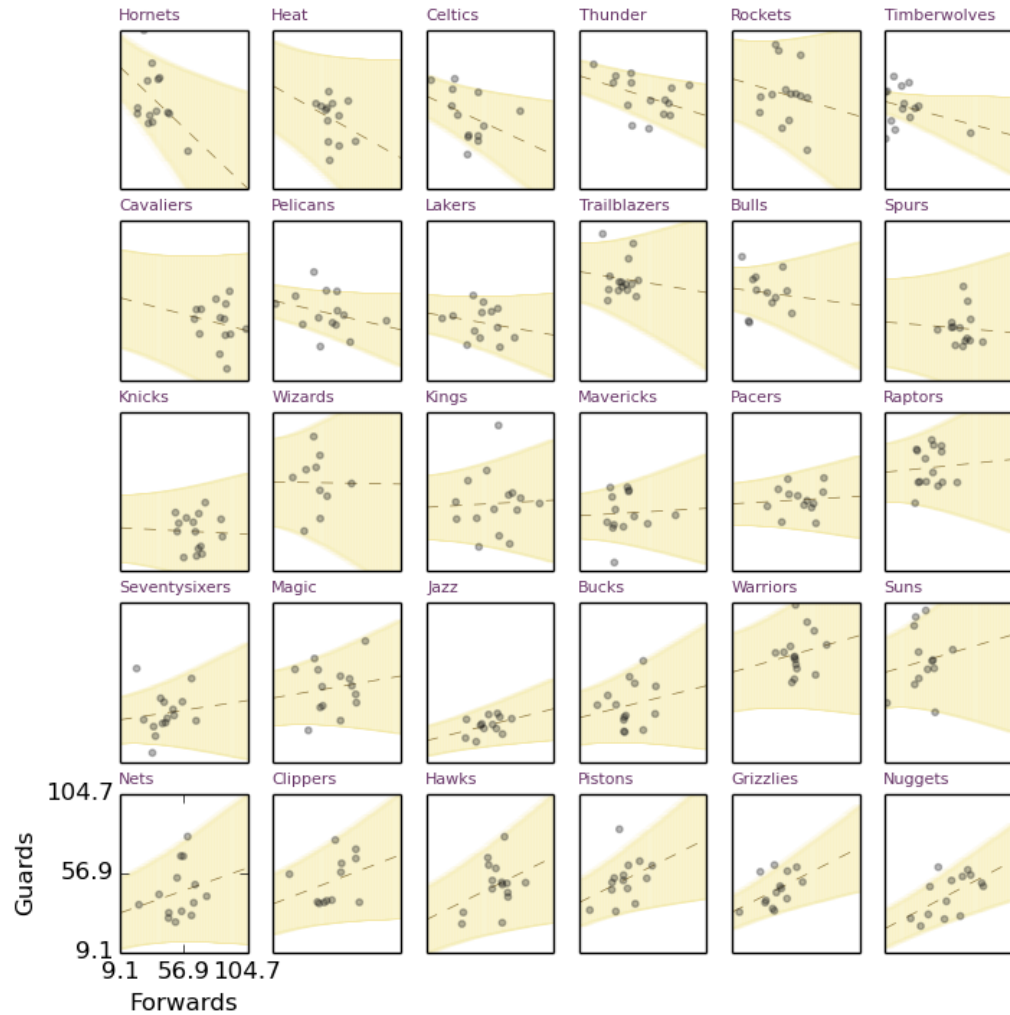 Hornets Heat Celtics Thunder Rockets Timberwolves
Cavaliers Pelicans Lakers Trailblazers Bulls Spurs
Knicks Wizards Kings Mavericks Pacers Raptors
Seventysixers Magic Jazz Bucks Warriors Suns
Nets Clippers Hawks Pistons Grizzlies Nuggets
104.7
56.9
9.1
Guards
9.1 56.9 104.7
Forwards